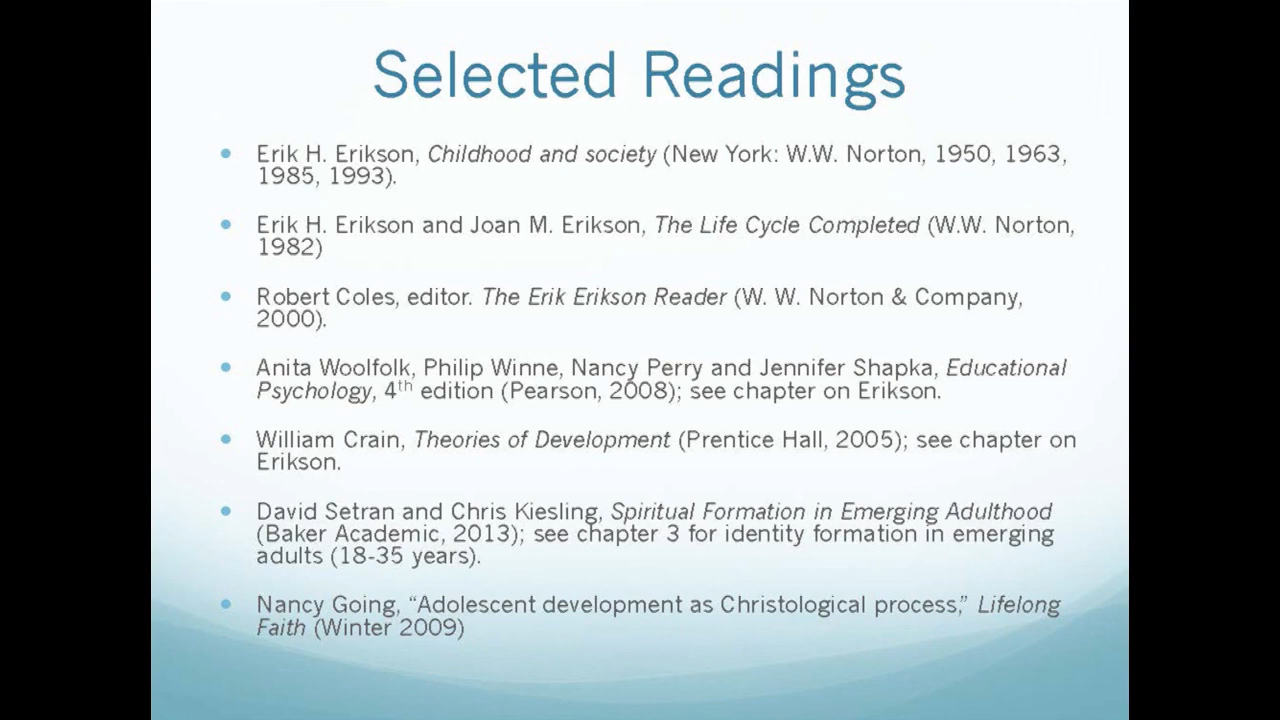 Selected Readings
• Erik H. Erikson, Childhood and society (New York: W.W. Norton, 1950, 1963,
1985, 1993).
• Erik H. Erikson and Joan M. Erikson, The Life Cycle Completed (W.W. Norton,
1982)
• Robert Coles, editor. The Erik Erikson Reader (W. W. Norton & Company,
2000).
• Anita Woolfolk, Philip Winne, Nancy Perry and Jennifer Shapka, Educational
Psychology, 4th edition (Pearson, 2008); see chapter on Erikson.
• William Crain, Theories of Development (Prentice Hall, 2005); see chapter on
Erikson.
• David Setran and Chris Kiesling, Spiritual Formation in Emerging Adulthood
(Baker Academic, 2013); see chapter 3 for identity formation in emerging
adults (18-35 years).
• Nancy Going, “Adolescent development as Christological process,” Lifelong
Faith (Winter 2009)